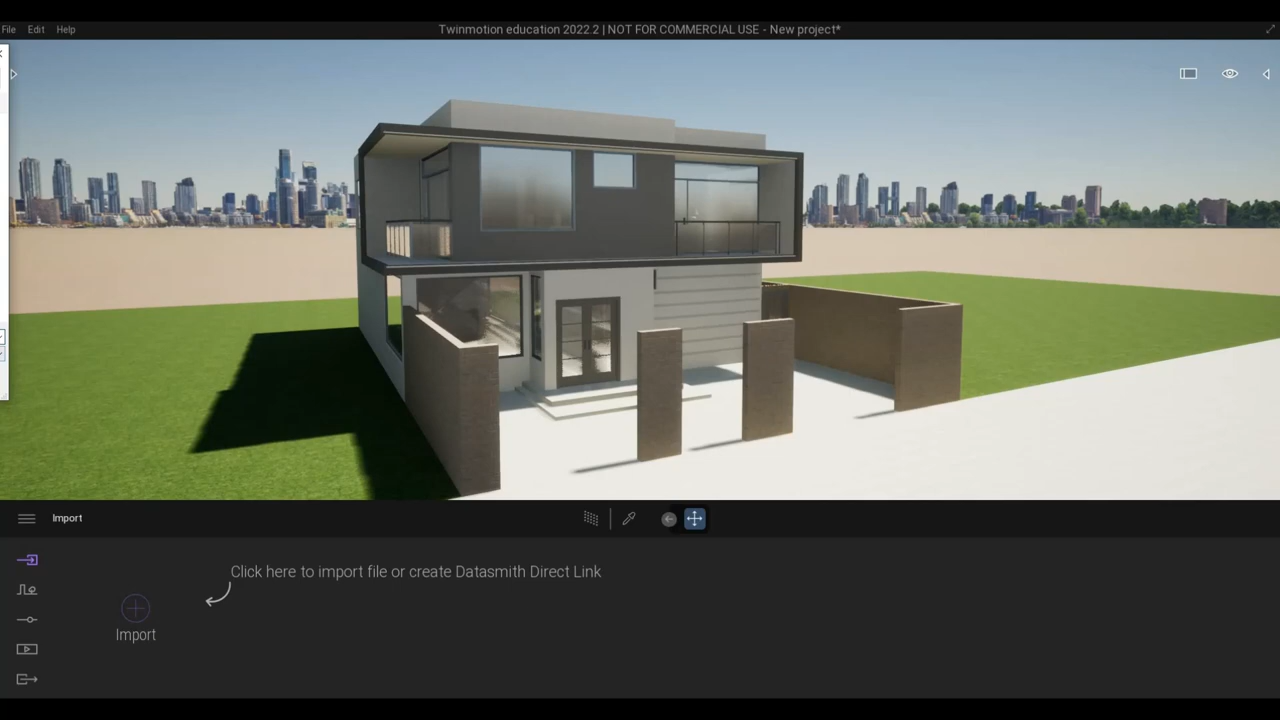 File Edit Help
Twinmotion education 2022.2 | NOT FOR COMMERCIAL USE - New project*
Import
Click here to import file or create Datasmith Direct Link
Import